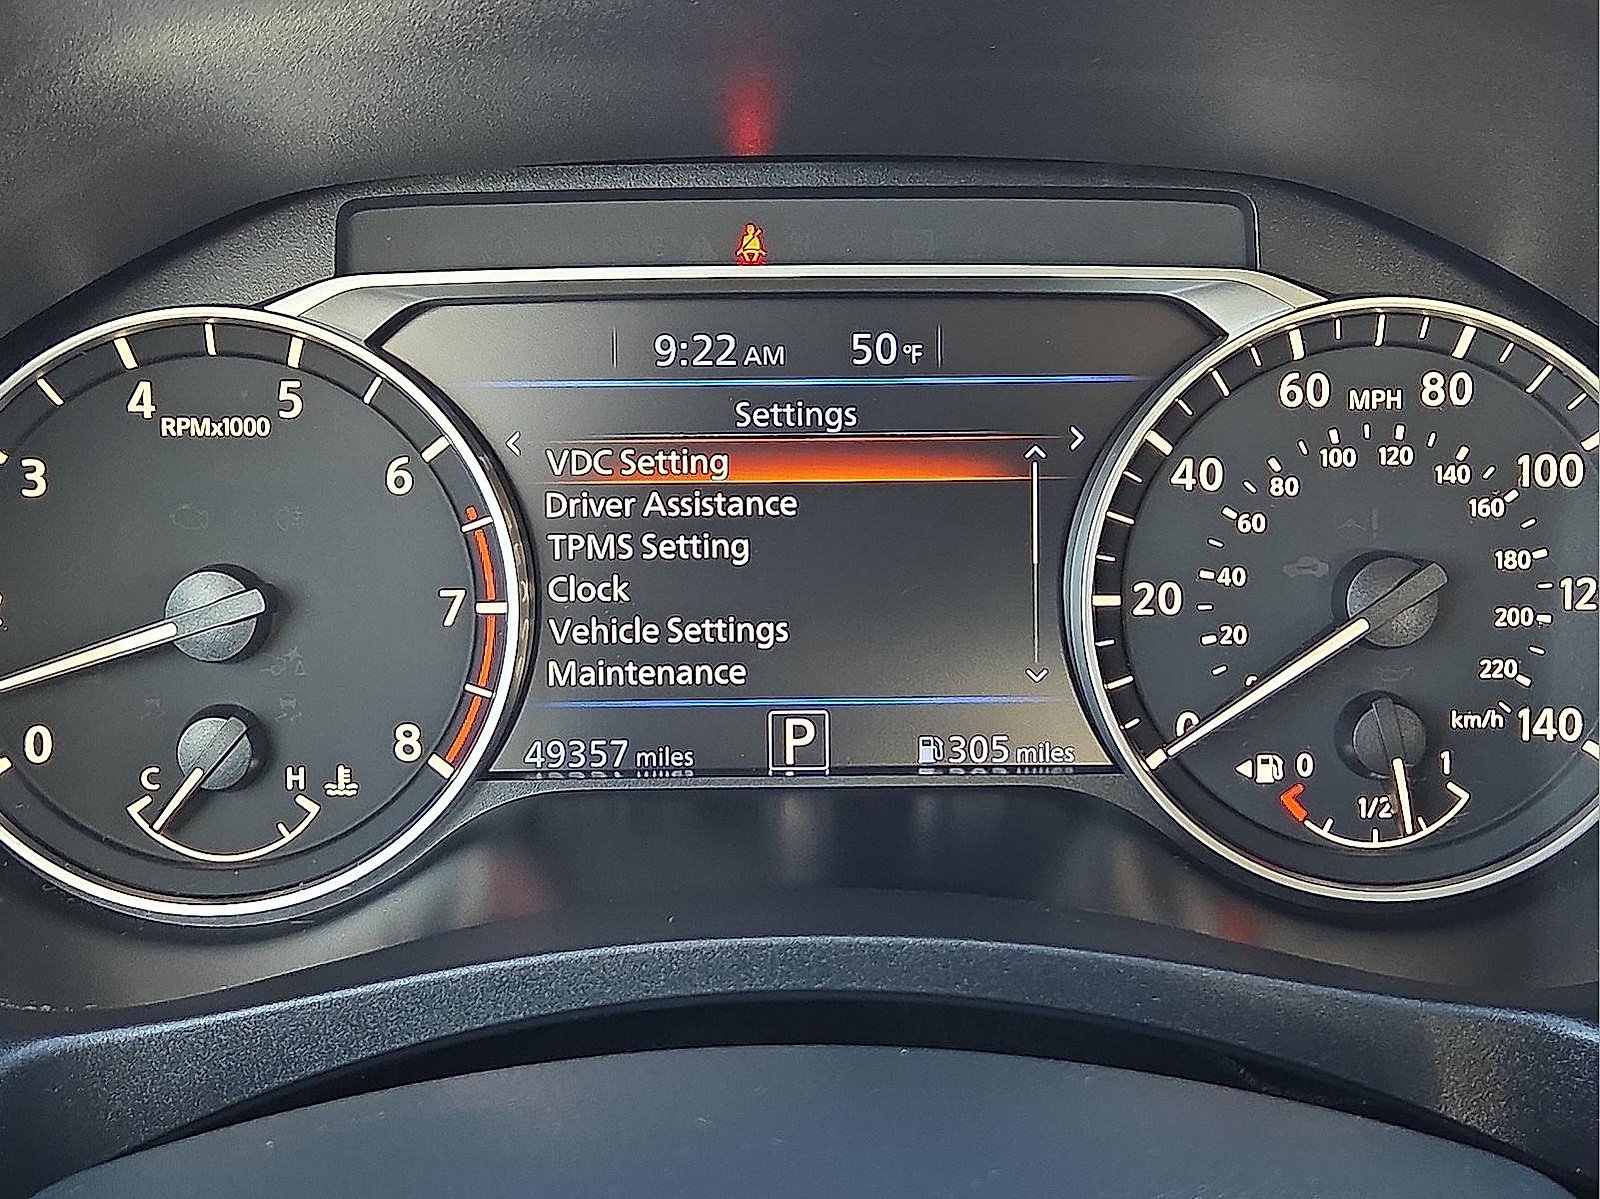 9:22 AM 50°F
Settings
VDC Setting
Driver Assistance
TPMS Setting
Clock
Vehicle Settings
Maintenance
49357 miles
P
305 miles
0
3
4
5
6
7
8
RPMx1000
C
H
0
20
40
60
80
100
12
140
MPH
20
40
60
80
100
120
140
160
180
200
220
km/h
0
1/2
1